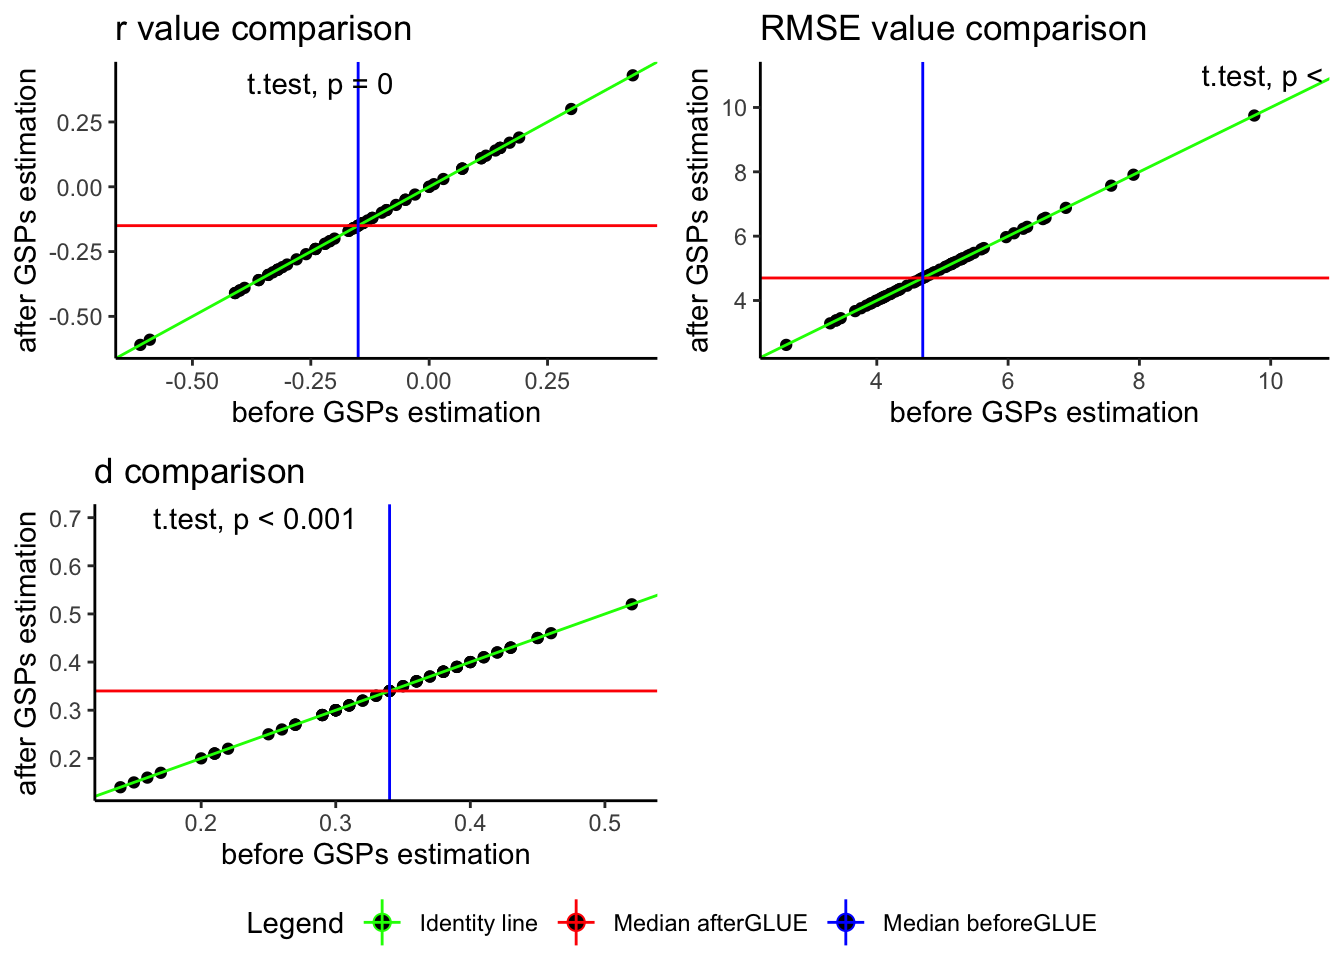 r value comparison
t.test, p = 0
after GSPs estimation
0.25
0.00
-0.25
-0.50
-0.50 -0.25 0.00 0.25
before GSPs estimation
RMSE value comparison
t.test, p <
after GSPs estimation
10
8
6
4
4 6 8 10
before GSPs estimation
d comparison
t.test, p < 0.001
after GSPs estimation
0.7
0.6
0.5
0.4
0.3
0.2
0.2 0.3 0.4 0.5
before GSPs estimation
Legend Identity line Median afterGLUE Median beforeGLUE